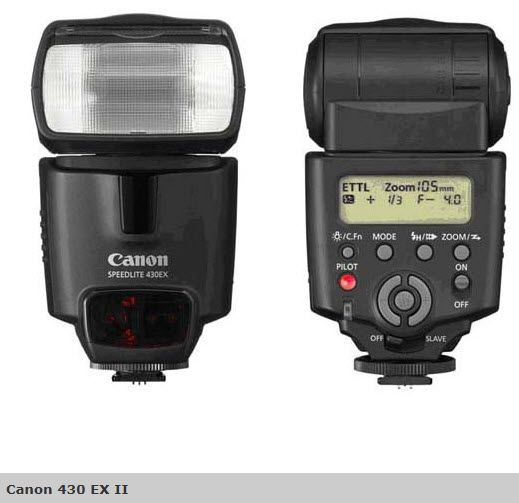 Canon
SPEEDLITE 430EX
ETTL Zoom 105mm
+ 1/3 F- 4.0
/C.Fn MODE /H/ ZOOM/
PILOT ON
OFF
OFF SLAVE
Canon 430 EX II